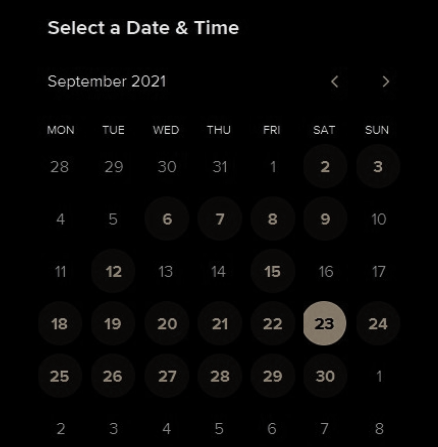 Select a Date & Time
September 2021
MON TUE WED THU FRI SAT SUN
28 29 30 31 1 2 3
4 5 6 7 8 9 10
11 12 13 14 15 16 17
18 19 20 21 22 23 24
25 26 27 28 29 30 1
2 3 4 5 6 7 8